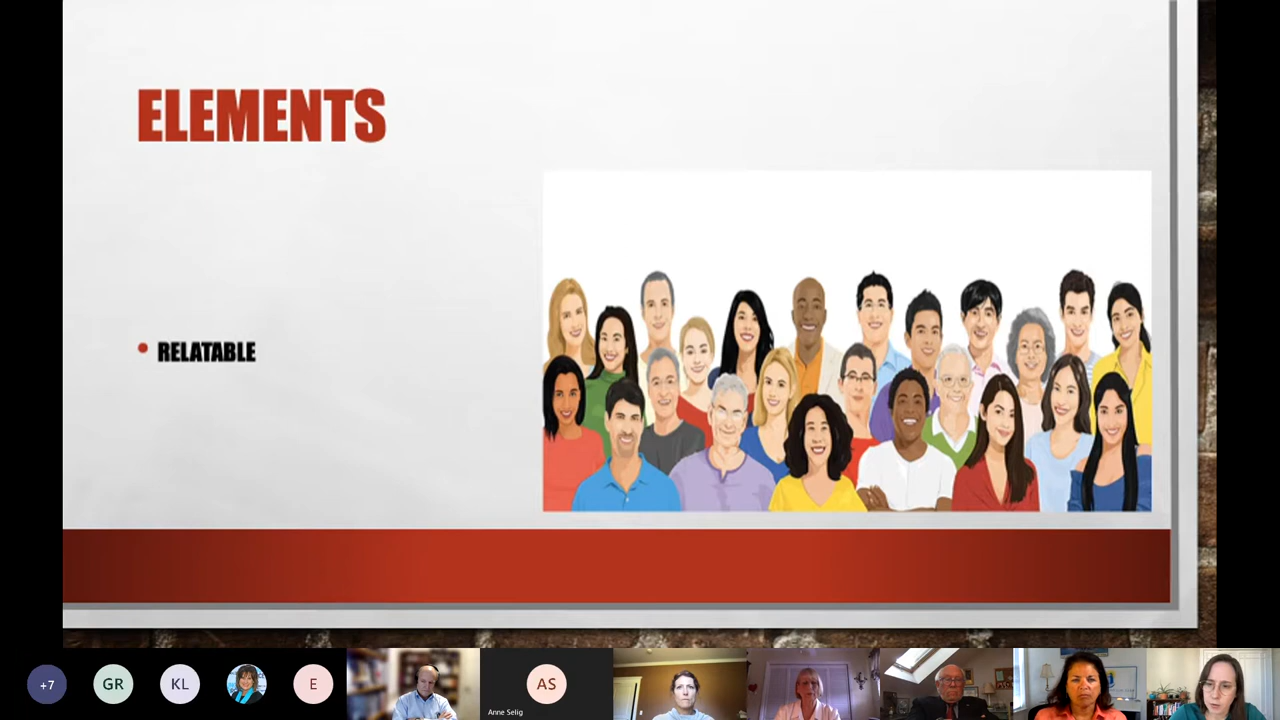 ELEMENTS
• RELATABLE
+7
GR
KL
E
AS
Anne Selig